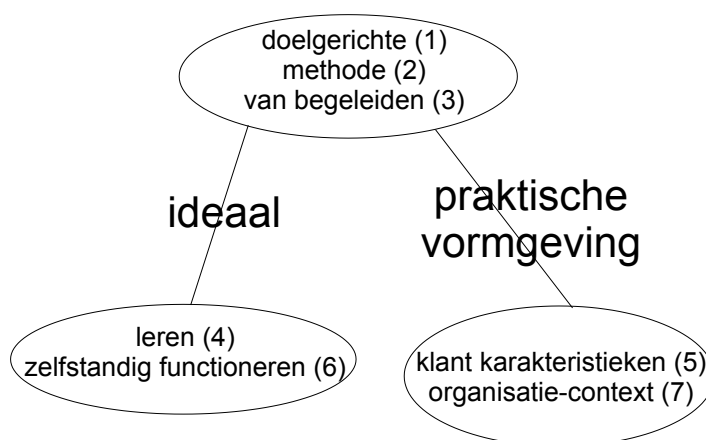 doelgerichte (1)
methode (2)
van begeleiden (3)
ideaal
praktische
vormgeving
leren (4)
zelfstandig functioneren (6)
klant karakteristieken (5)
organisatie-context (7)